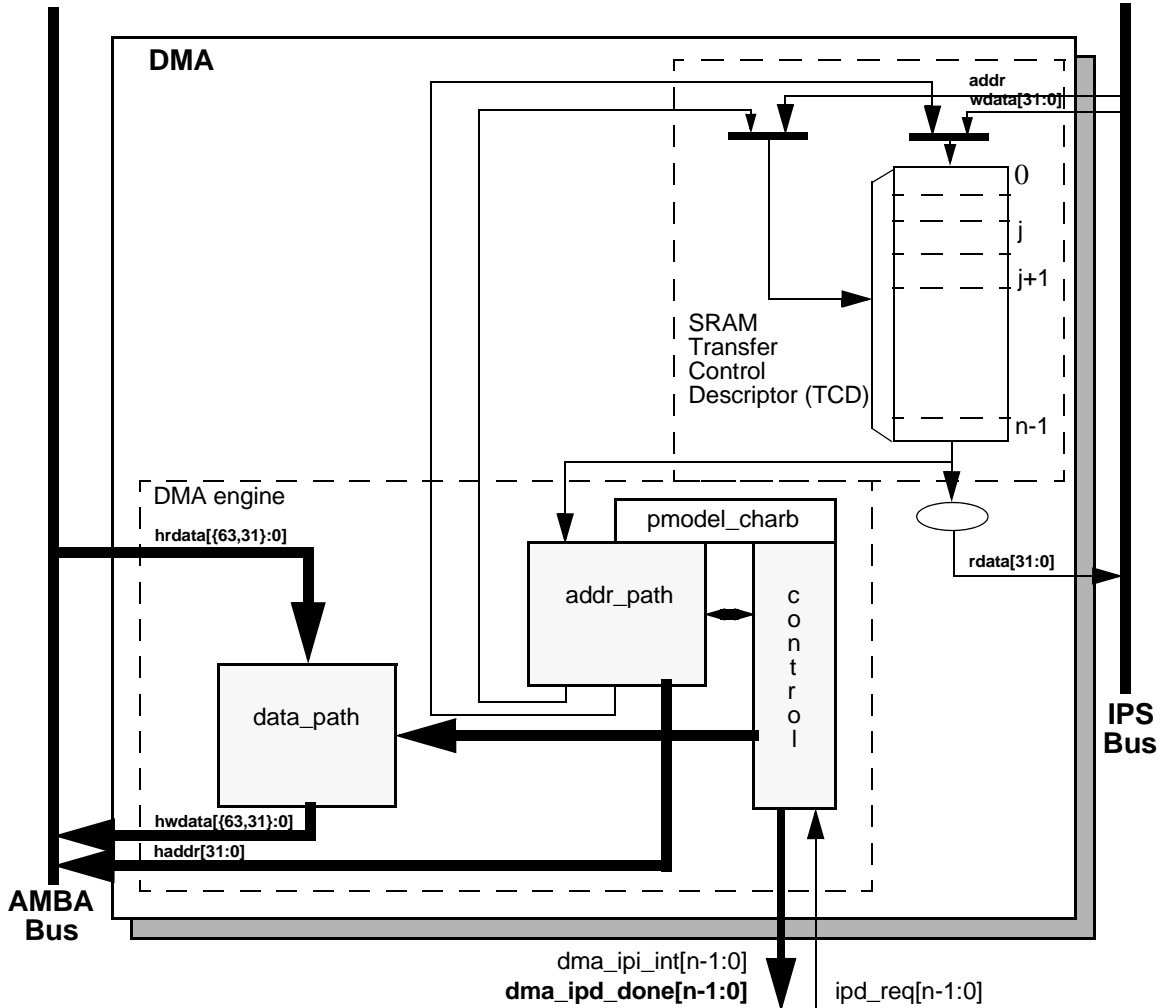 DMA
addr
wdata[31:0]
0
j
j+1
SRAM
Transfer
Control
Descriptor (TCD)
n-1
DMA engine
pmodel_charb
hrdata[{63,31}:0]
rdata[31:0]
addr_path
control
data_path
IPS
Bus
hwdata[{63,31}:0]
haddr[31:0]
AMBA
Bus
dma_ipi_int[n-1:0]
dma_ipd_done[n-1:0]
ipd_req[n-1:0]